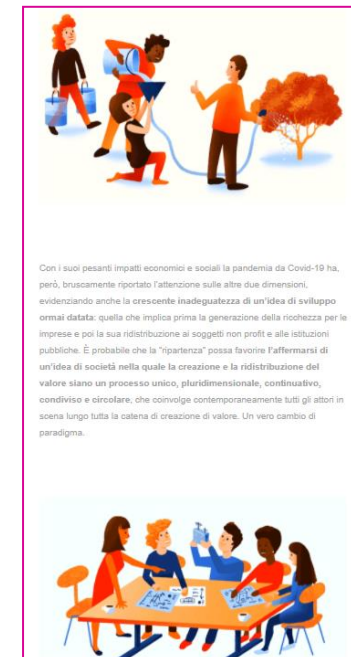 Con i suoi pesanti impatti economici e sociali la pandemia da Covid-19 ha,
però, bruscamente riportato l'attenzione sulle altre due dimensioni,
evidenziando anche la crescente inadeguatezza di un'idea di sviluppo
ormai datata: quella che implica prima la generazione della ricchezza per le
imprese e poi la sua ridistribuzione ai soggetti non profit e alle istituzioni
pubbliche. È probabile che la "ripartenza" possa favorire l'affermarsi di
un'idea di società nella quale la creazione e la ridistribuzione del
valore siano un processo unico, pluridimensionale, continuativo,
condiviso e circolare, che coinvolge contemporaneamente tutti gli attori in
scena lungo tutta la catena di creazione di valore. Un vero cambio di
paradigma.